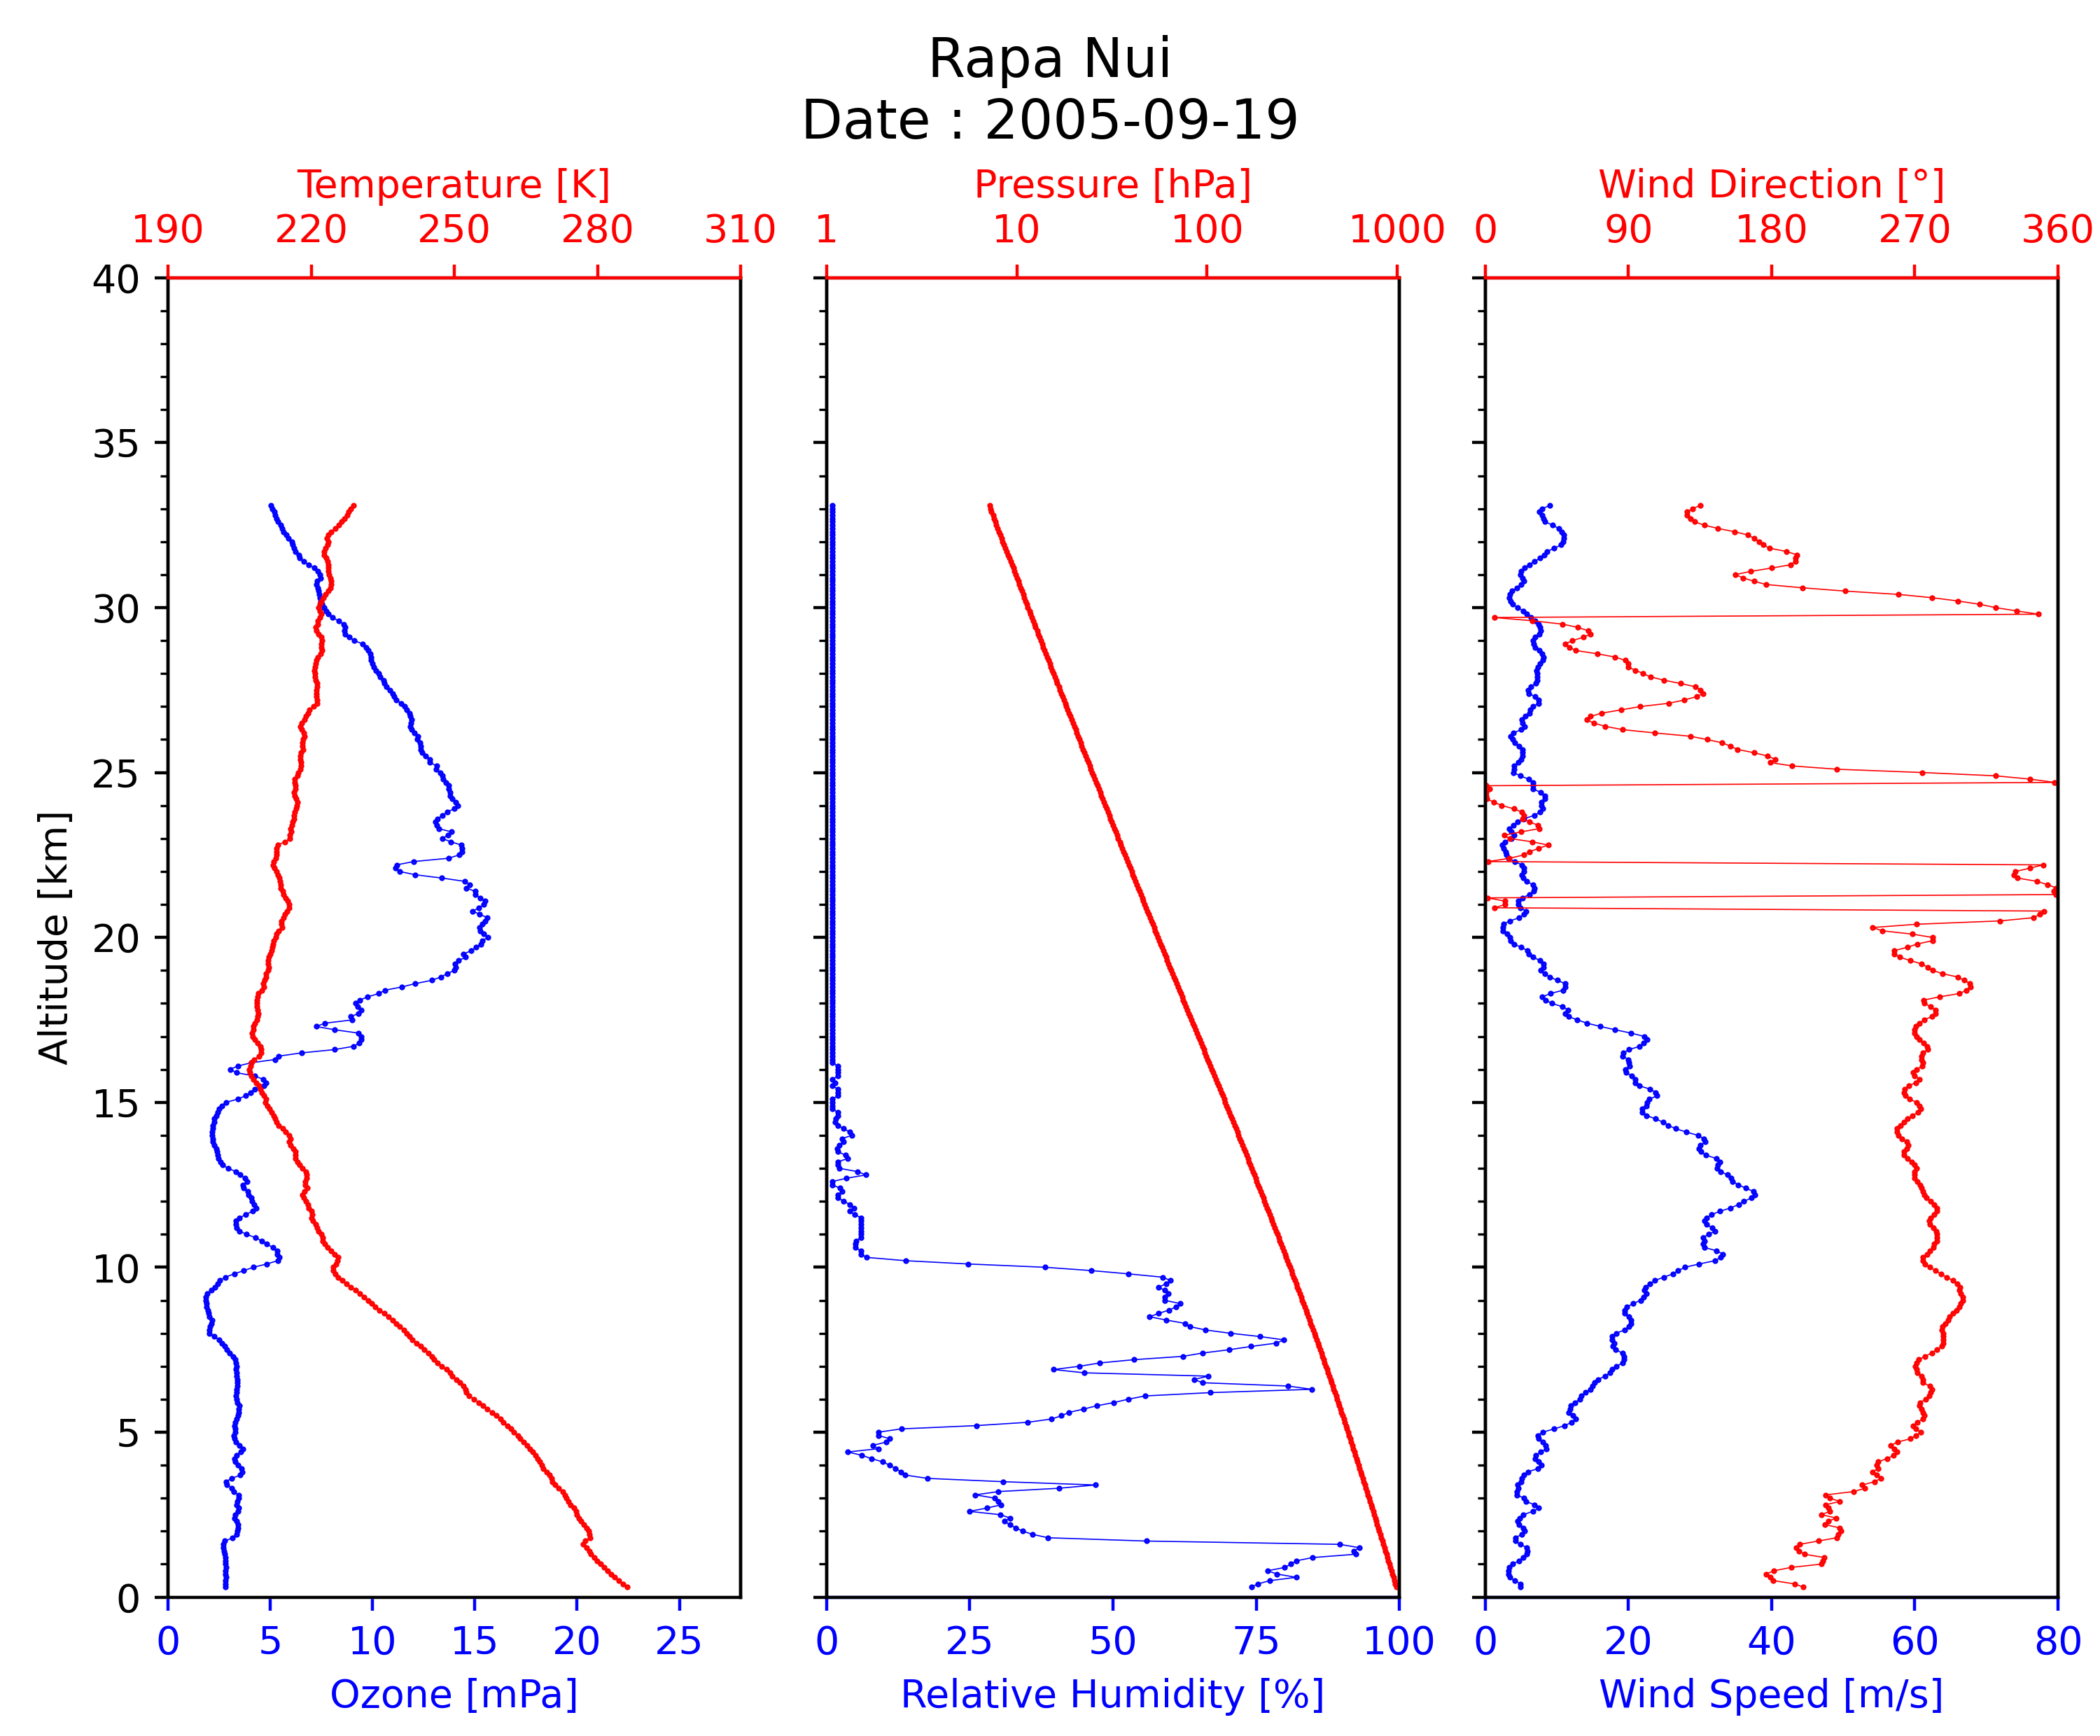 Rapa Nui
Date : 2005-09-19
Temperature [K]
190 220 250 280 310
Pressure [hPa]
1 10 100 1000
Wind Direction [°]
0 90 180 270 360
Altitude [km]
40
35
30
25
20
15
10
5
0
0 5 10 15 20 25
Ozone [mPa]
0 25 50 75 100
Relative Humidity [%]
0 20 40 60 80
Wind Speed [m/s]